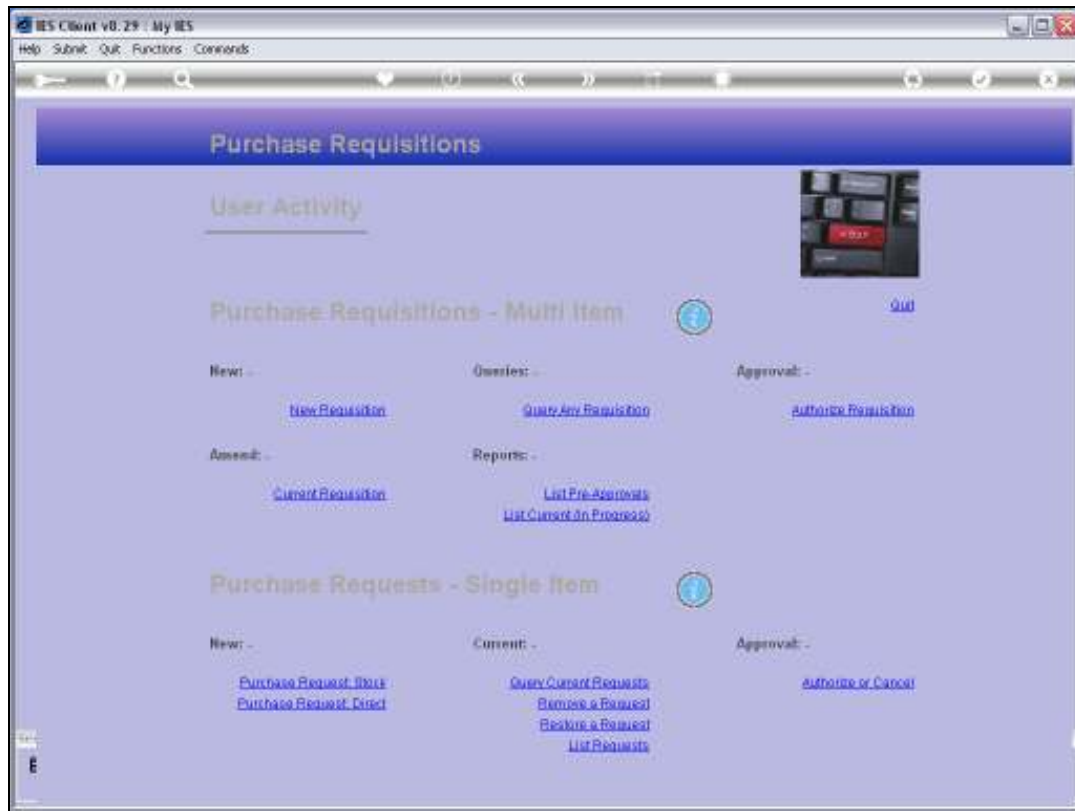 IES Client v8.29 : My IES
Help Submit Quit Functions Commands
Purchase Requisitions
User Activity
Purchase Requisitions - Multi Item
Quit
New: - Queries: - Approval: -
New Requisition Query Any Requisition Authorize Requisition
Amend: - Reports: -
Current Requisition List Pre-Approvals
List Current (In Progress)
Purchase Requests - Single Item
New: - Current: - Approval: -
Purchase Request: Stock Query Current Requests Authorize or Cancel
Purchase Request: Direct Remove a Request
Restore a Request
List Requests